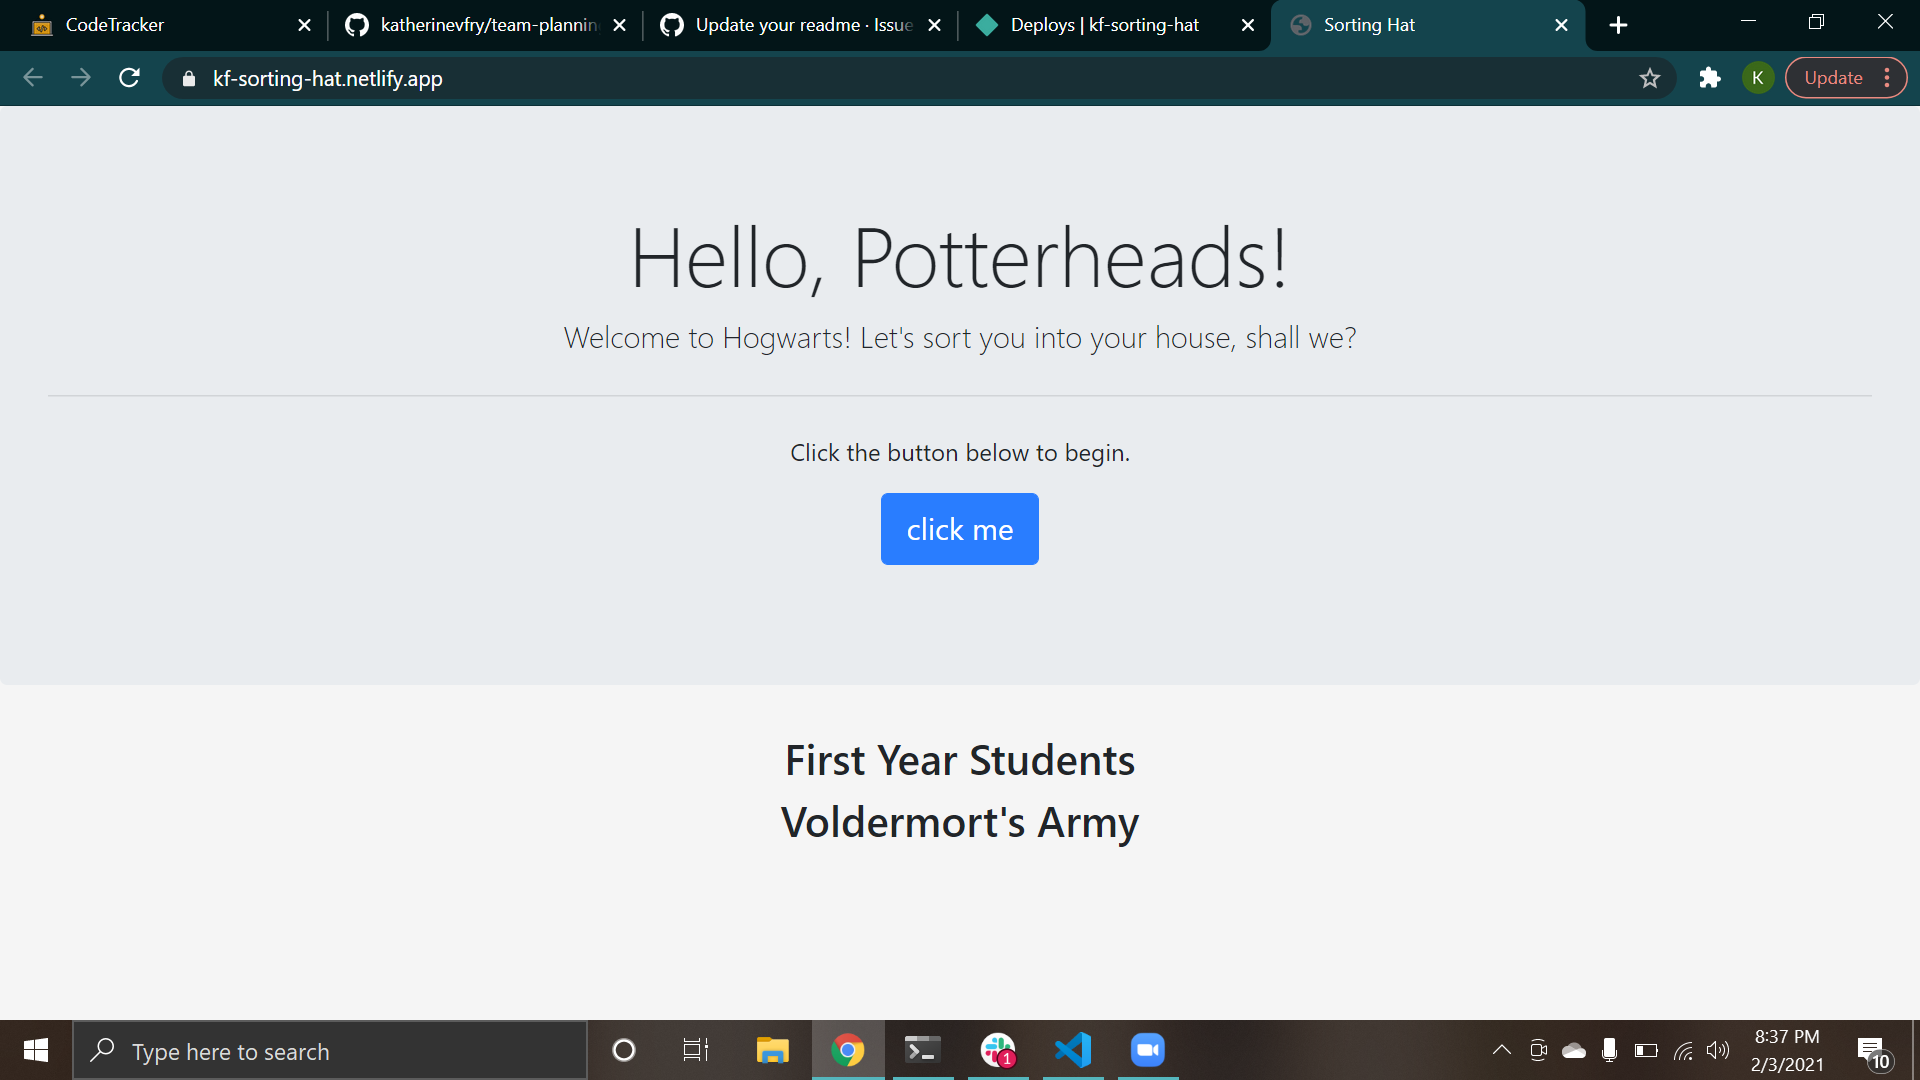 CodeTracker
katherinevfry/team-planning
Update your readme · Issue
Deploys | kf-sorting-hat
Sorting Hat
kf-sorting-hat.netlify.app
K
Update
Hello, Potterheads!
Welcome to Hogwarts! Let's sort you into your house, shall we?
Click the button below to begin.
click me
First Year Students
Voldermort's Army
Type here to search
1
8:37 PM
2/3/2021
10